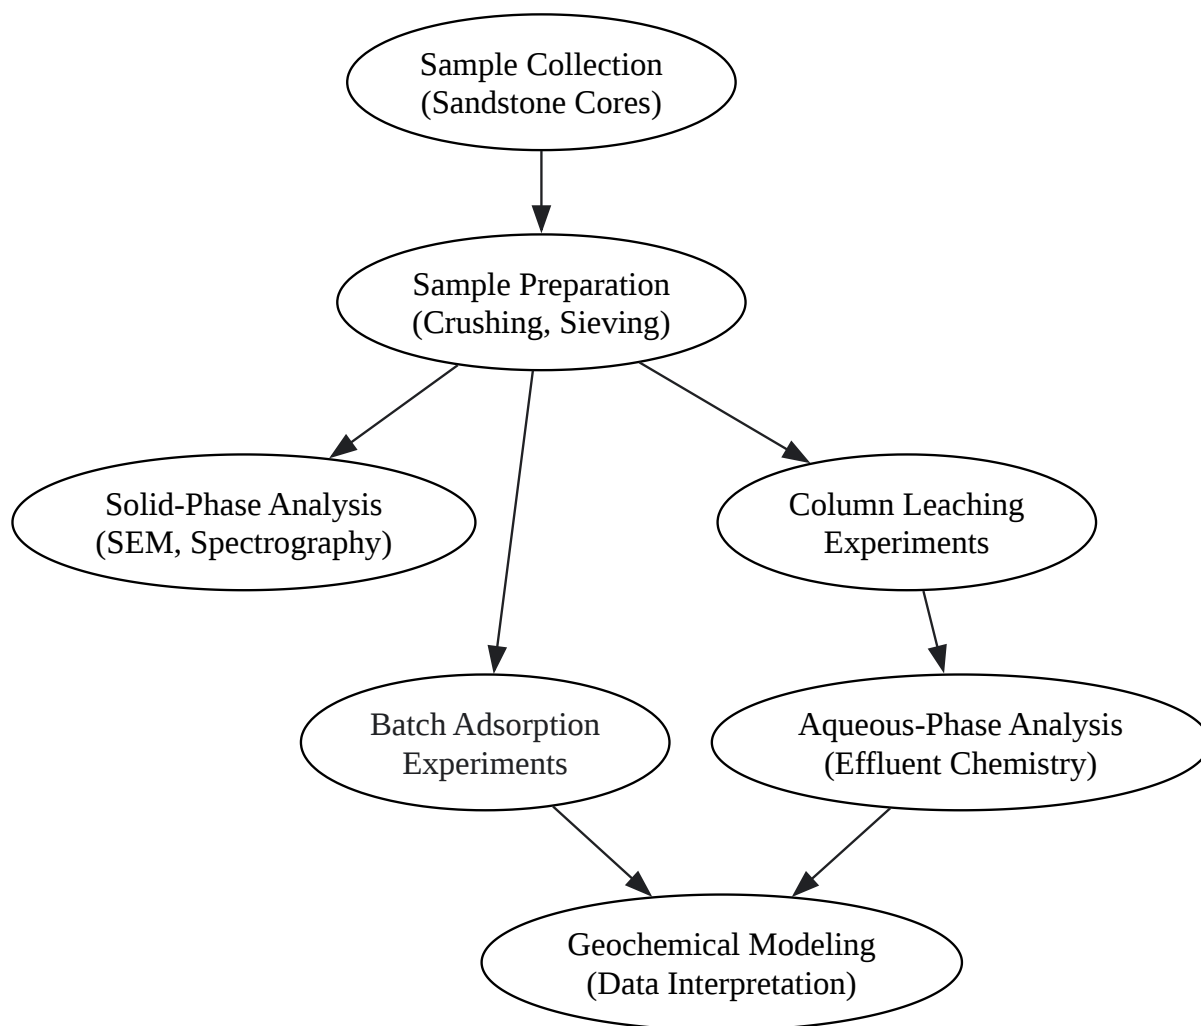 Sample Collection
(Sandstone Cores)
Sample Preparation
(Crushing, Sieving)
Solid-Phase Analysis
(SEM, Spectrography)
Column Leaching
Experiments
Batch Adsorption
Experiments
Aqueous-Phase Analysis
(Effluent Chemistry)
Geochemical Modeling
(Data Interpretation)